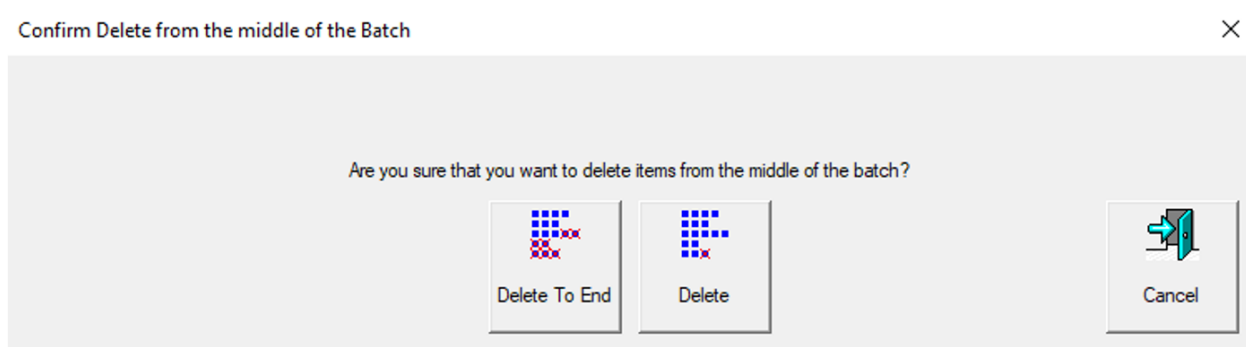 Confirm Delete from the middle of the Batch
Are you sure that you want to delete items from the middle of the batch?
Delete To End
Delete
Cancel